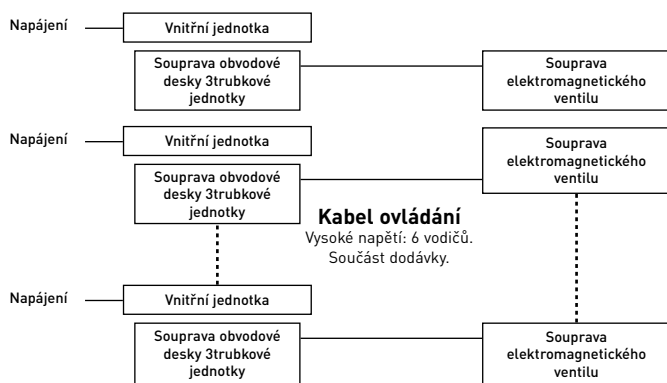 Napájení
Vnitřní jednotka
Souprava obvodové
desky 3trubkové
jednotky
Souprava
elektromagnetického
ventilu
Napájení
Vnitřní jednotka
Souprava obvodové
desky 3trubkové
jednotky
Souprava
elektromagnetického
ventilu
Kabel ovládání
Vysoké napětí: 6 vodičů.
Součást dodávky.
Napájení
Vnitřní jednotka
Souprava obvodové
desky 3trubkové
jednotky
Souprava
elektromagnetického
ventilu